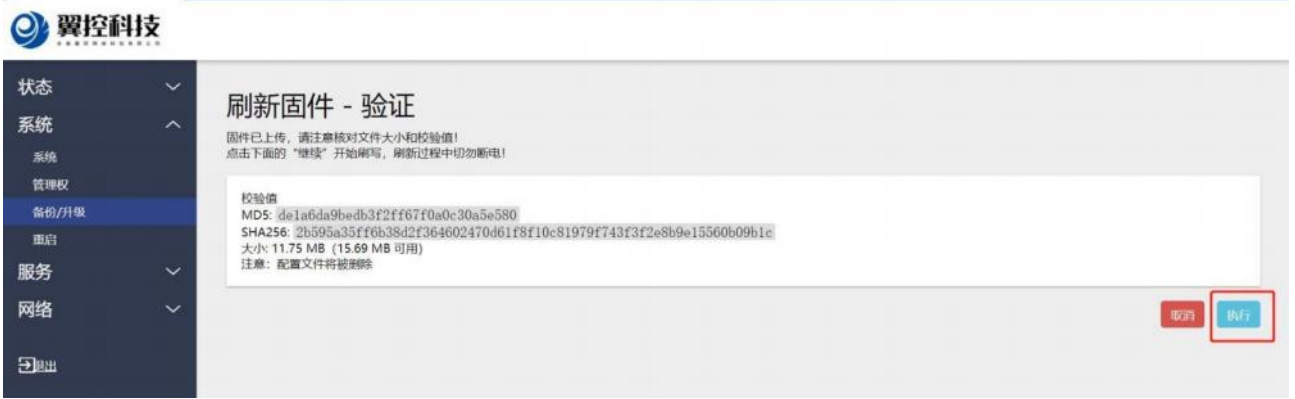 翼控科技
状态
系统
系统
管理权
备份/升级
重启
服务
网络
退出
刷新固件 - 验证
固件已上传，请注意核对文件大小和校验值!
点击下面的“继续”开始刷写，刷新过程中切勿断电!
校验值
MD5: de1a6da9bedb3f2ff67f0a0c30a5e580
SHA256: 2b595a35ff6b38d2f364602470d61f8f10c81979f743f3f2e8b9e15560b09b1c
大小: 11.75 MB (15.69 MB 可用)
注意：配置文件将被删除
取消 执行